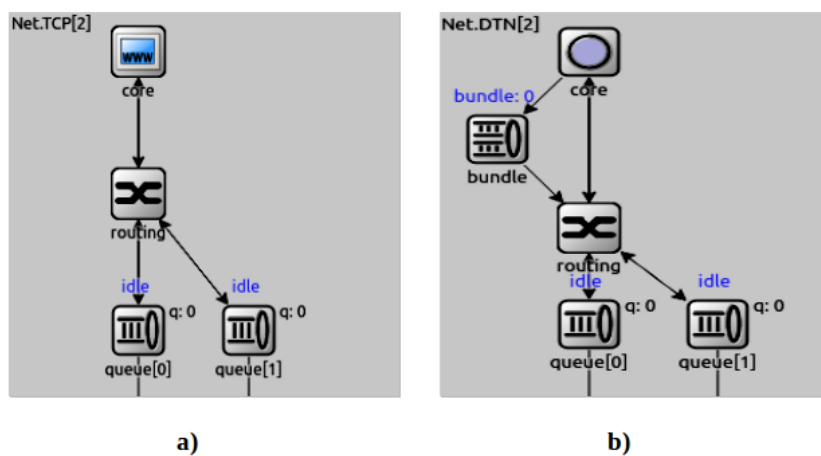 Net.TCP[2]
www
core
routing
idle
idle
q: 0
q: 0
queue[0]
queue[1]
a)
Net.DTN[2]
core
bundle: 0
bundle
routing
idle
idle
q: 0
q: 0
queue[0]
queue[1]
b)